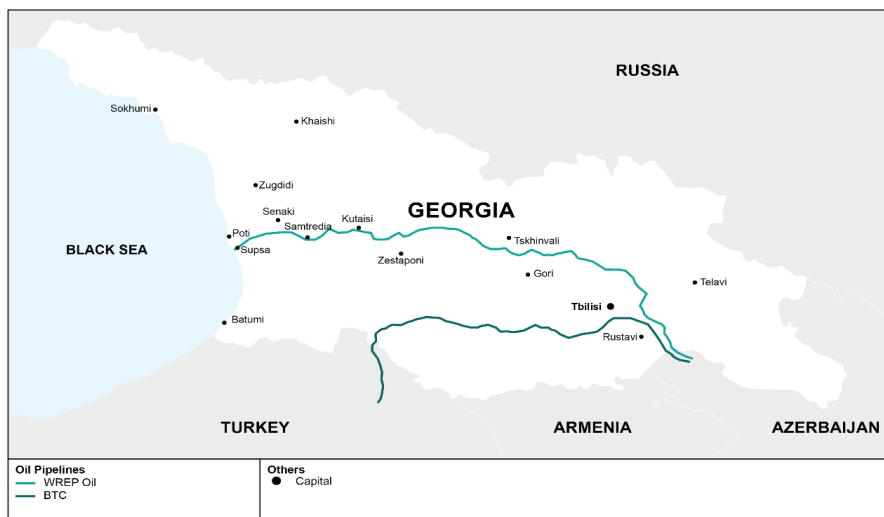 RUSSIA
Sokhumi
Khaishi
Zugdidi
Senaki
GEORGIA
Kutaisi
Poti
Samtredia
Tskhinvali
BLACK SEA
Supsa
Zestaponi
Gori
Telavi
Tbilisi
Batumi
Rustavi
TURKEY
ARMENIA
AZERBAIJAN
Oil Pipelines
WREP Oil
BTC
Others
Capital